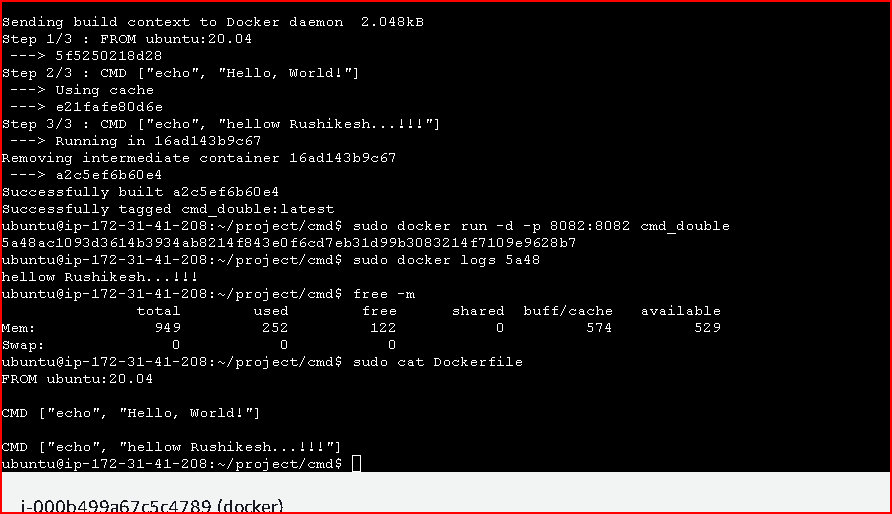 Sending build context to Docker daemon  2.048kB
Step 1/3 : FROM ubuntu:20.04
 ---> 5f5250218d28
Step 2/3 : CMD ["echo", "Hello, World!"]
 ---> Using cache
 ---> e21fafe80d6e
Step 3/3 : CMD ["echo", "hellow Rushikesh...!!!"]
 ---> Running in 16ad143b9c67
Removing intermediate container 16ad143b9c67
 ---> a2c5ef6b60e4
Successfully built a2c5ef6b60e4
Successfully tagged cmd_double:latest
ubuntu@ip-172-31-41-208:~/project/cmd$ sudo docker run -d -p 8082:8082 cmd_double
5a48ac1093d3614b3934ab8214f843e0f6cd7eb31d99b3083214f7109e9628b7
ubuntu@ip-172-31-41-208:~/project/cmd$ sudo docker logs 5a48
hellow Rushikesh...!!!
ubuntu@ip-172-31-41-208:~/project/cmd$ free -m
               total        used        free      shared  buff/cache   available
Mem:             949         252         122           0         574         529
Swap:              0           0           0
ubuntu@ip-172-31-41-208:~/project/cmd$ sudo cat Dockerfile
FROM ubuntu:20.04
CMD ["echo", "Hello, World!"]
CMD ["echo", "hellow Rushikesh...!!!"]
ubuntu@ip-172-31-41-208:~/project/cmd$
i-000b499a67c5c4789 (docker)